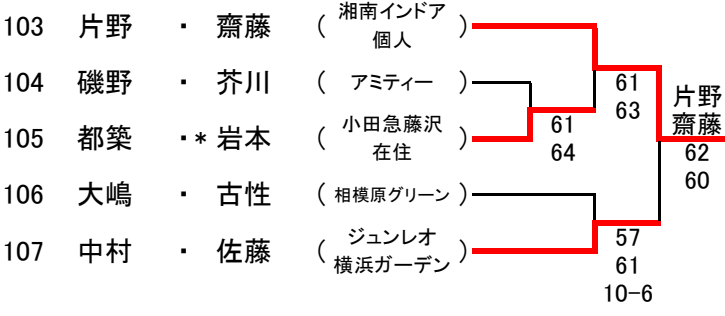 103 片野 ・ 齋藤 ( 湘南インドア 個人 )
104 磯野 ・ 芥川 ( アミティー )
105 都築 ・* 岩本 ( 小田急藤沢 在住 )
106 大嶋 ・ 古性 ( 相模原グリーン )
107 中村 ・ 佐藤 ( ジュンレオ 横浜ガーデン )
61
64
61
63
57
61
10-6
片野
齋藤
62
60